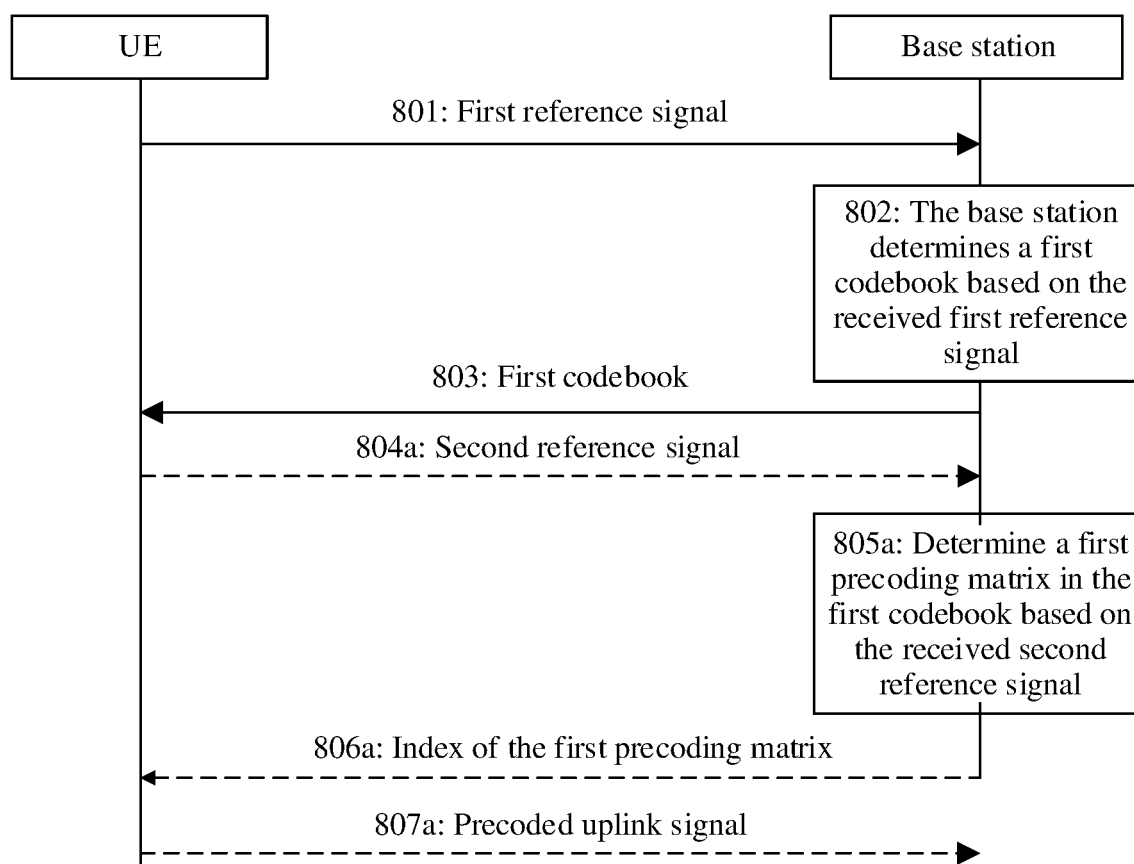 UE
Base station
801: First reference signal
802: The base station
determines a first
codebook based on the
received first reference
signal
803: First codebook
804a: Second reference signal
805a: Determine a first
precoding matrix in the
first codebook based on
the received second
reference signal
806a: Index of the first precoding matrix
807a: Precoded uplink signal